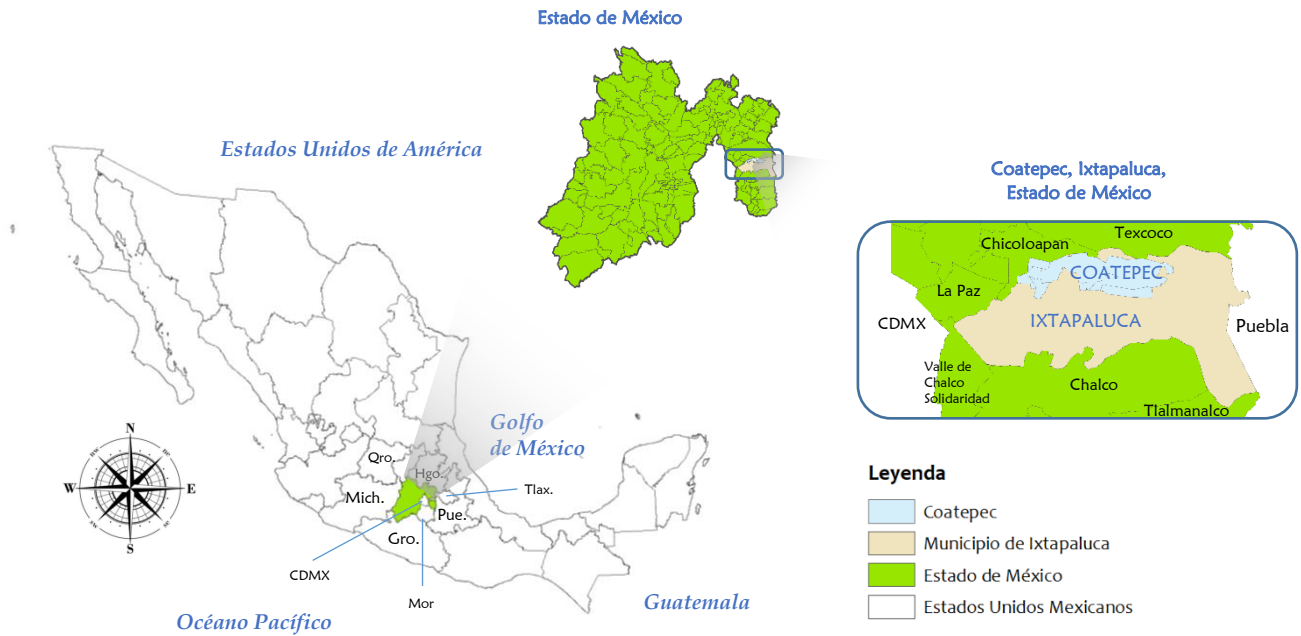 Estado de México
Estados Unidos de América
Coatepec, Ixtapaluca,
Estado de México
Texcoco
Chicoloapan
COATEPEC
La Paz
CDMX
IXTAPALUCA
Puebla
Valle de
Chalco
Solidaridad
Chalco
Tlalmanalco
Golfo
de México
Qro.
Hgo.
Mich.
Tlax.
Pue.
Gro.
CDMX
Mor
N
W
E
S
Guatemala
Océano Pacífico
Leyenda
Coatepec
Municipio de Ixtapaluca
Estado de México
Estados Unidos Mexicanos